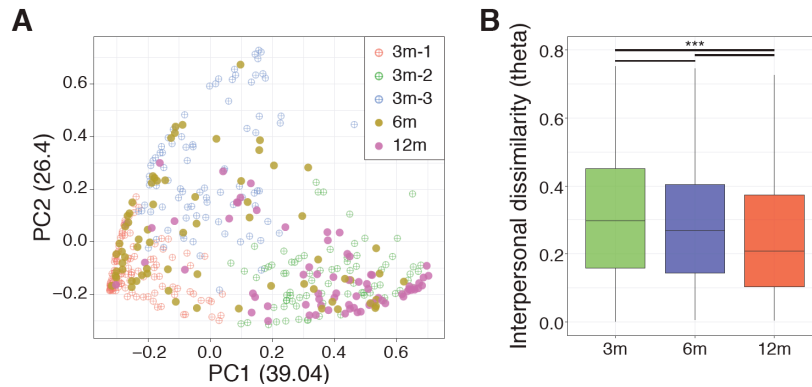 A
PC2 (26.4)
0.6
0.4
0.2
0.0
−0.2
−0.2
0.0
0.2
0.4
0.6
PC1 (39.04)
3m-1
3m-2
3m-3
6m
12m
B
Interpersonal dissimilarity (theta)
0.8
0.6
0.4
0.2
0.0
***
3m
6m
12m